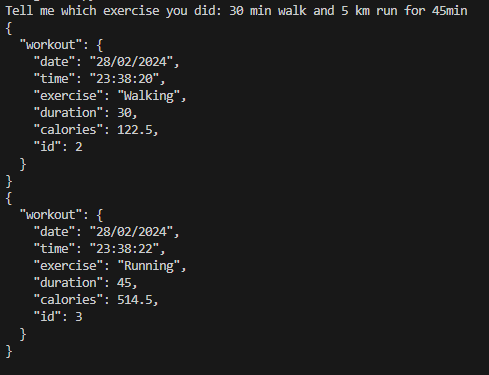 Tell me which exercise you did: 30 min walk and 5 km run for 45min
{
  "workout": {
    "date": "28/02/2024",
    "time": "23:38:20",
    "exercise": "Walking",
    "duration": 30,
    "calories": 122.5,
    "id": 2
  }
}
{
  "workout": {
    "date": "28/02/2024",
    "time": "23:38:22",
    "exercise": "Running",
    "duration": 45,
    "calories": 514.5,
    "id": 3
  }
}